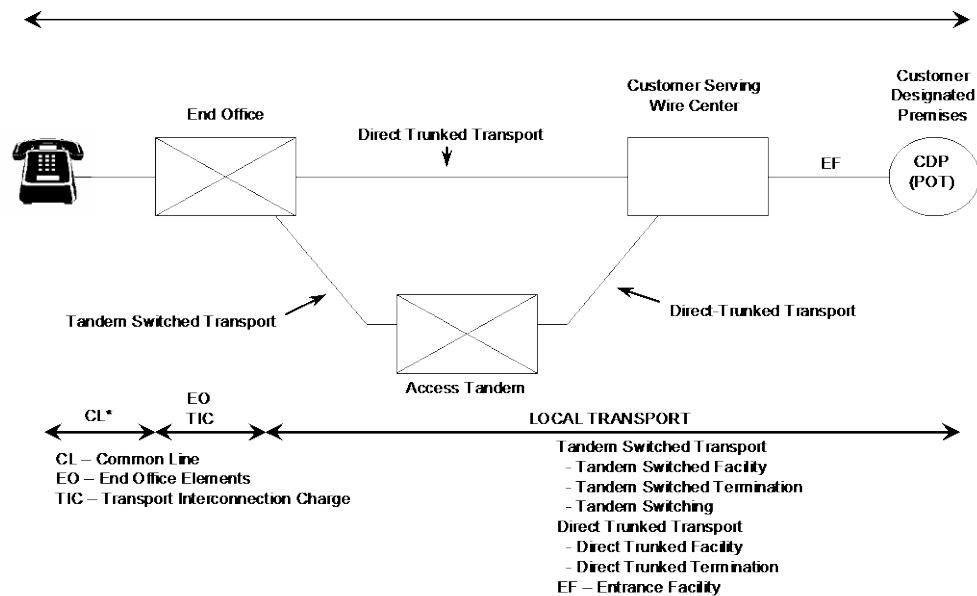 Customer
Designated
Premises
Customer Serving
Wire Center
End Office
Direct Trunked Transport
EF
CDP
(POT)
Tandem Switched Transport
Direct-Trunked Transport
Access Tandem
CL*
EO
TIC
LOCAL TRANSPORT
CL – Common Line
EO – End Office Elements
TIC – Transport Interconnection Charge
Tandem Switched Transport
- Tandem Switched Facility
- Tandem Switched Termination
- Tandem Switching
Direct Trunked Transport
- Direct Trunked Facility
- Direct Trunked Termination
EF – Entrance Facility